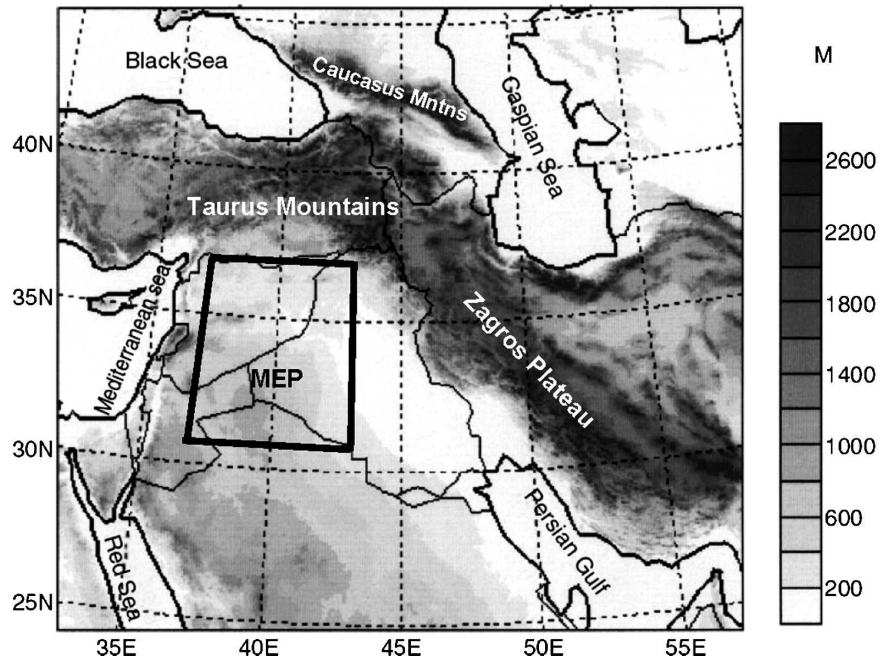 Black Sea
Caucasus Mntns
Caspian Sea
M
40N
Taurus Mountains
2600
2200
35N
Mediterranean sea
Zagros Plateau
1800
MEP
1400
30N
1000
Persian Gulf
600
Red Sea
200
25N
35E 40E 45E 50E 55E